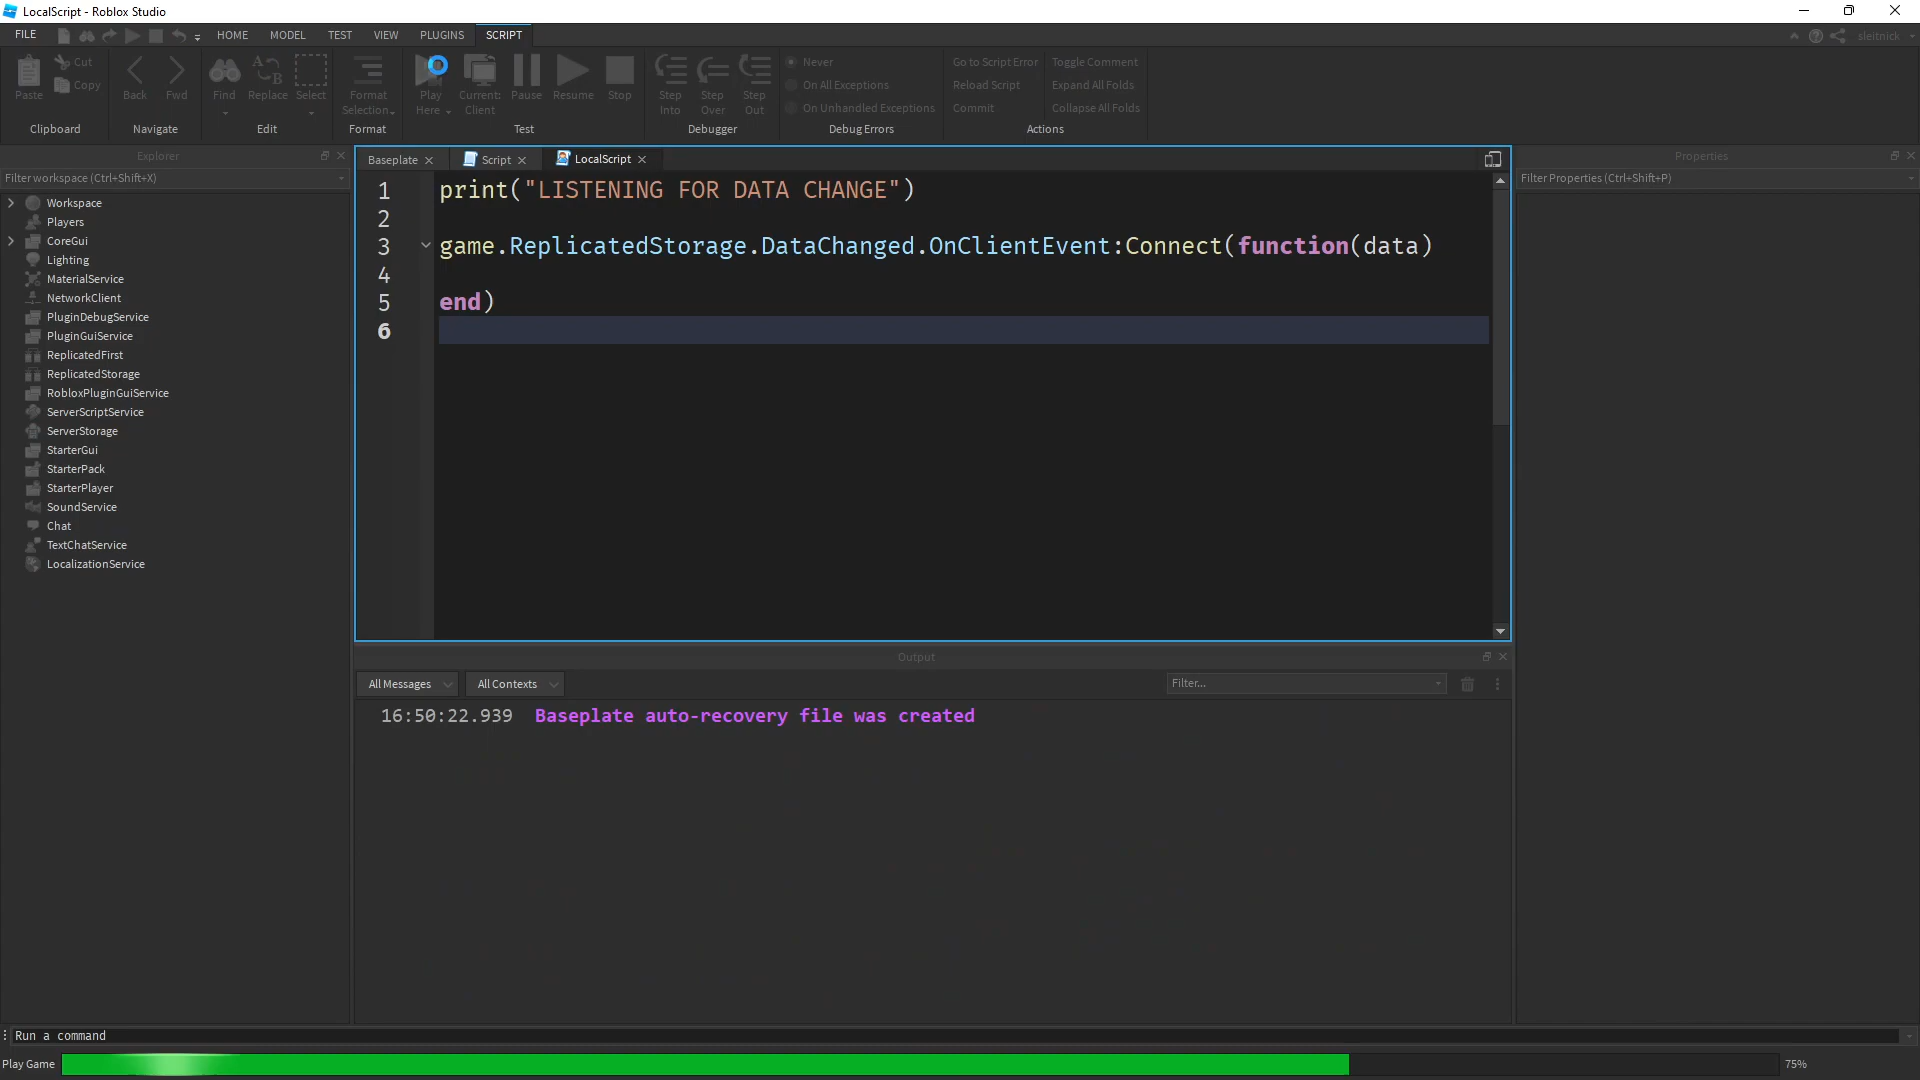 LocalScript - Roblox Studio
FILE HOME MODEL TEST VIEW PLUGINS SCRIPT sleitnick
Paste Cut Copy Back Fwd Find Replace Select Format Selection Play Here Current: Client Pause Resume Stop Step Into Step Over Step Out
Never
On All Exceptions
On Unhandled Exceptions
Go to Script Error
Reload Script
Commit
Toggle Comment
Expand All Folds
Collapse All Folds
Clipboard Navigate Edit Format Test Debugger Debug Errors Actions
Explorer
Filter workspace (Ctrl+Shift+X)
Workspace
Players
CoreGui
Lighting
MaterialService
NetworkClient
PluginDebugService
PluginGuiService
ReplicatedFirst
ReplicatedStorage
RobloxPluginGuiService
ServerScriptService
ServerStorage
StarterGui
StarterPack
StarterPlayer
SoundService
Chat
TextChatService
LocalizationService
Baseplate Script LocalScript
1 print("LISTENING FOR DATA CHANGE")
2
3 game.ReplicatedStorage.DataChanged.OnClientEvent:Connect(function(data)
4
5 end)
6
Output
All Messages All Contexts Filter...
16:50:22.939 Baseplate auto-recovery file was created
Properties
Filter Properties (Ctrl+Shift+P)
Run a command
Play Game 75%